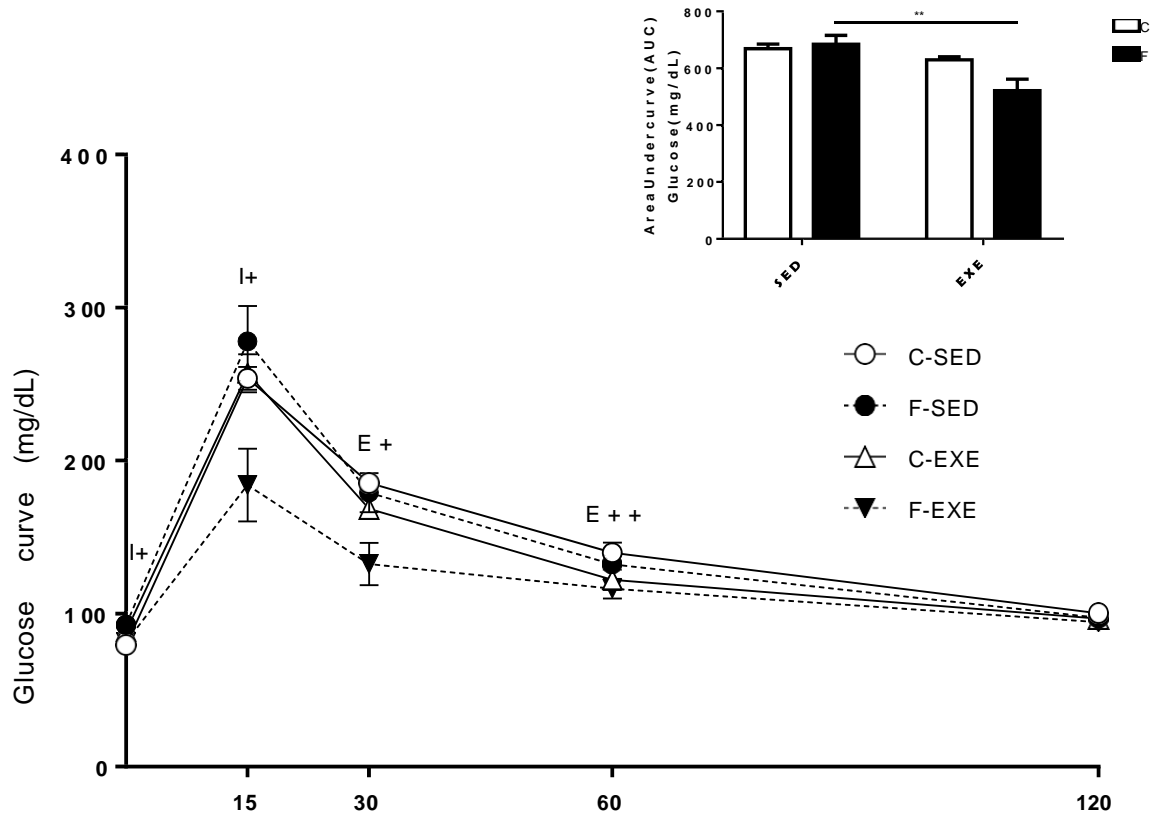 800
600
400
200
0
AreaUndercurve(AUC)
Glucose(mg/dL)
**
C
F
SED
EXE
400
300
200
100
0
Glucose curve (mg/dL)
I+
I+
E +
E + +
C-SED
F-SED
C-EXE
F-EXE
15 30 60 120